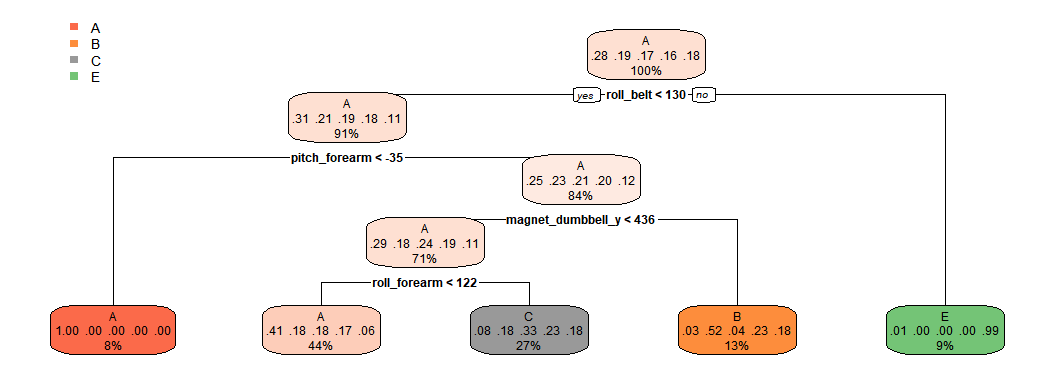 A
B
C
E
A
.28 .19 .17 .16 .18
100%
yes roll_belt < 130 no
A
.31 .21 .19 .18 .11
91%
pitch_forearm < -35
A
.25 .23 .21 .20 .12
84%
magnet_dumbbell_y < 436
A
.29 .18 .24 .19 .11
71%
roll_forearm < 122
A
1.00 .00 .00 .00 .00
8%
A
.41 .18 .18 .17 .06
44%
C
.08 .18 .33 .23 .18
27%
B
.03 .52 .04 .23 .18
13%
E
.01 .00 .00 .00 .99
9%